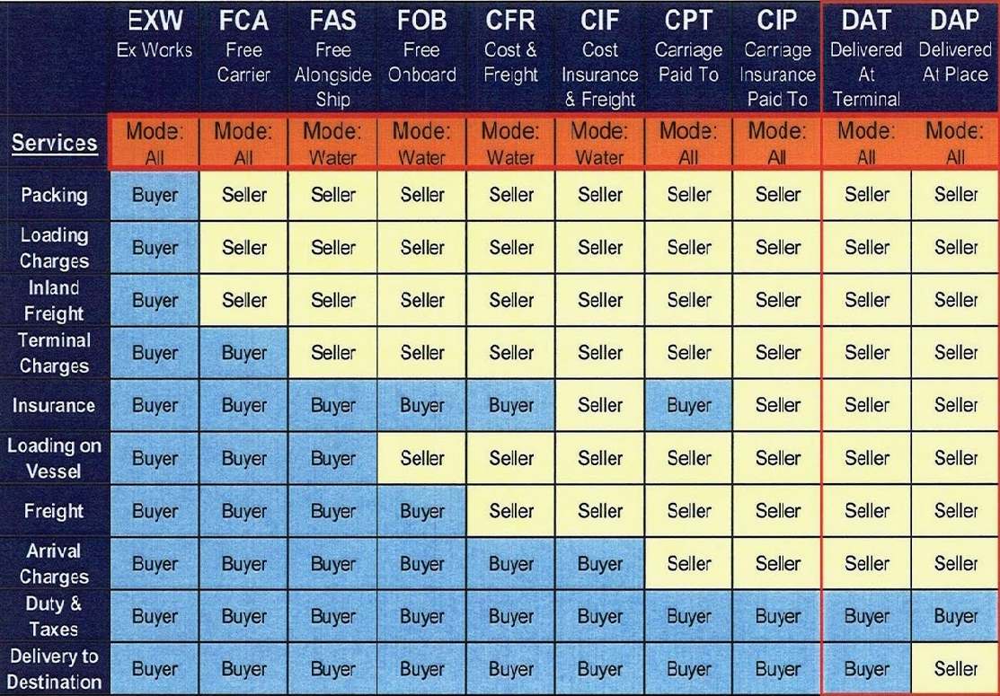 EXW FCA FAS FOB CFR CIF CPT CIP DAT DAP
Ex Works Free Free Free Cost & Cost Carriage Carriage Delivered Delivered
Carrier Alongside Onboard Freight Insurance Paid To Insurance At At Place
Ship & Freight Paid To Terminal
Services Mode: Mode: Mode: Mode: Mode: Mode: Mode: Mode: Mode: Mode:
All All Water Water Water Water All All All All
Packing Buyer Seller Seller Seller Seller Seller Seller Seller Seller Seller
Loading
Charges Buyer Seller Seller Seller Seller Seller Seller Seller Seller Seller
Inland
Freight Buyer Seller Seller Seller Seller Seller Seller Seller Seller Seller
Terminal
Charges Buyer Buyer Seller Seller Seller Seller Seller Seller Seller Seller
Insurance Buyer Buyer Buyer Buyer Buyer Seller Buyer Seller Seller Seller
Loading on
Vessel Buyer Buyer Buyer Seller Seller Seller Seller Seller Seller Seller
Freight Buyer Buyer Buyer Buyer Seller Seller Seller Seller Seller Seller
Arrival
Charges Buyer Buyer Buyer Buyer Buyer Buyer Seller Seller Seller Seller
Duty &
Taxes Buyer Buyer Buyer Buyer Buyer Buyer Buyer Buyer Buyer Buyer
Delivery to
Destination Buyer Buyer Buyer Buyer Buyer Buyer Buyer Buyer Buyer Seller